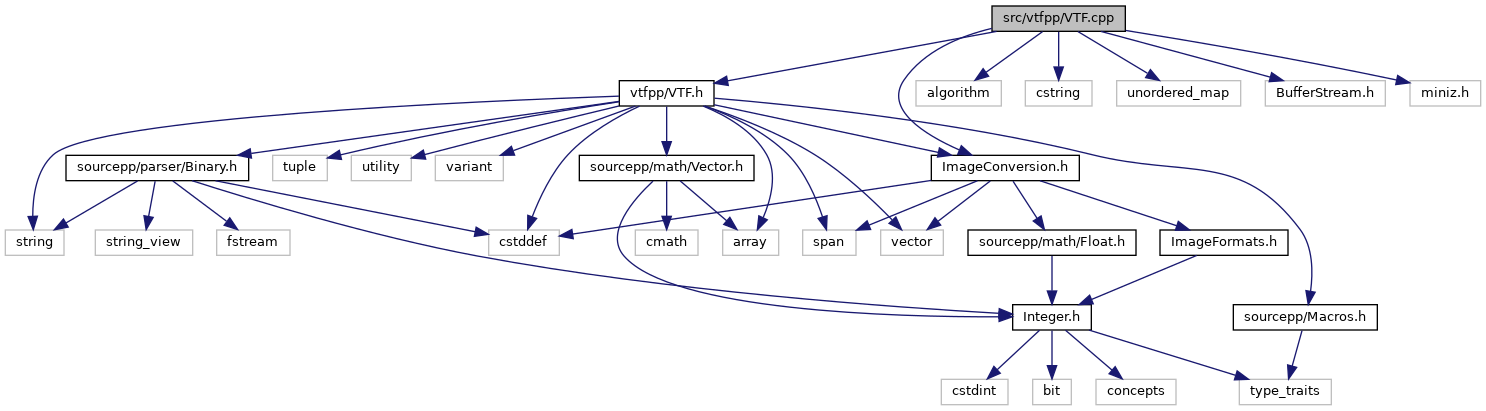 src/vtfpp/VTF.cpp
vtfpp/VTF.h
algorithm
cstring
unordered_map
BufferStream.h
miniz.h
sourcepp/parser/Binary.h
tuple
utility
variant
sourcepp/math/Vector.h
ImageConversion.h
string
string_view
fstream
cstddef
cmath
array
span
vector
sourcepp/math/Float.h
ImageFormats.h
Integer.h
sourcepp/Macros.h
cstdint
bit
concepts
type_traits